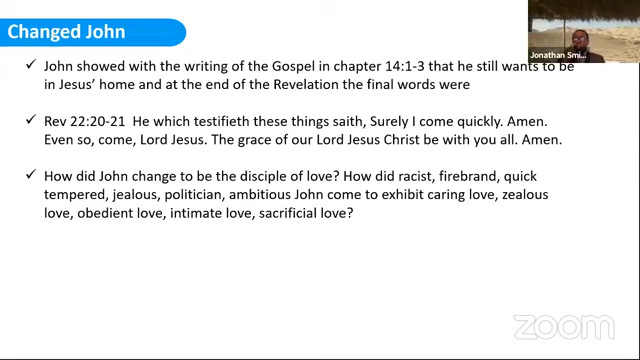 Changed John
Jonathan Smi...
✓ John showed with the writing of the Gospel in chapter 14:1-3 that he still wants to be
in Jesus' home and at the end of the Revelation the final words were
✓ Rev 22:20-21  He which testifieth these things saith, Surely I come quickly. Amen.
Even so, come, Lord Jesus. The grace of our Lord Jesus Christ be with you all. Amen.
✓ How did John change to be the disciple of love? How did racist, firebrand, quick
tempered, jealous, politician, ambitious John come to exhibit caring love, zealous
love, obedient love, intimate love, sacrificial love?
zoom